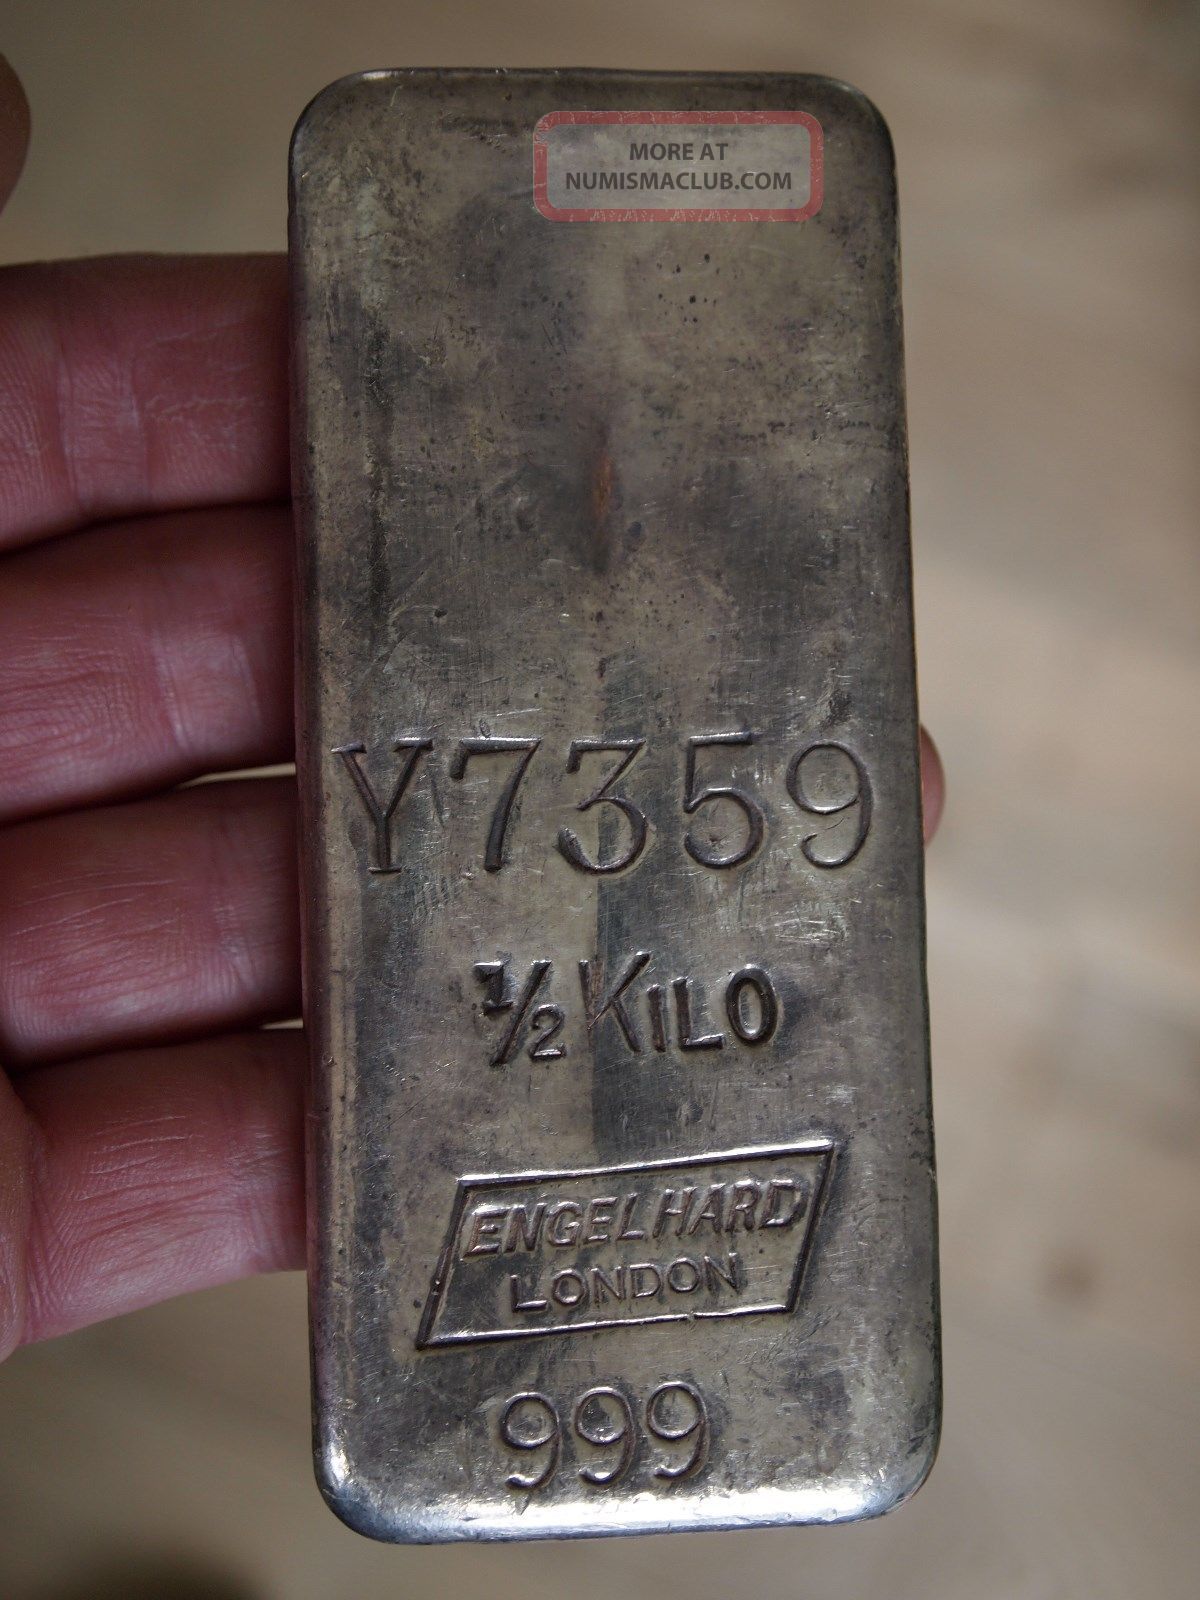 MORE AT
NUMISMACLUB.COM
Y7359
½ KILO
ENGELHARD
LONDON
999